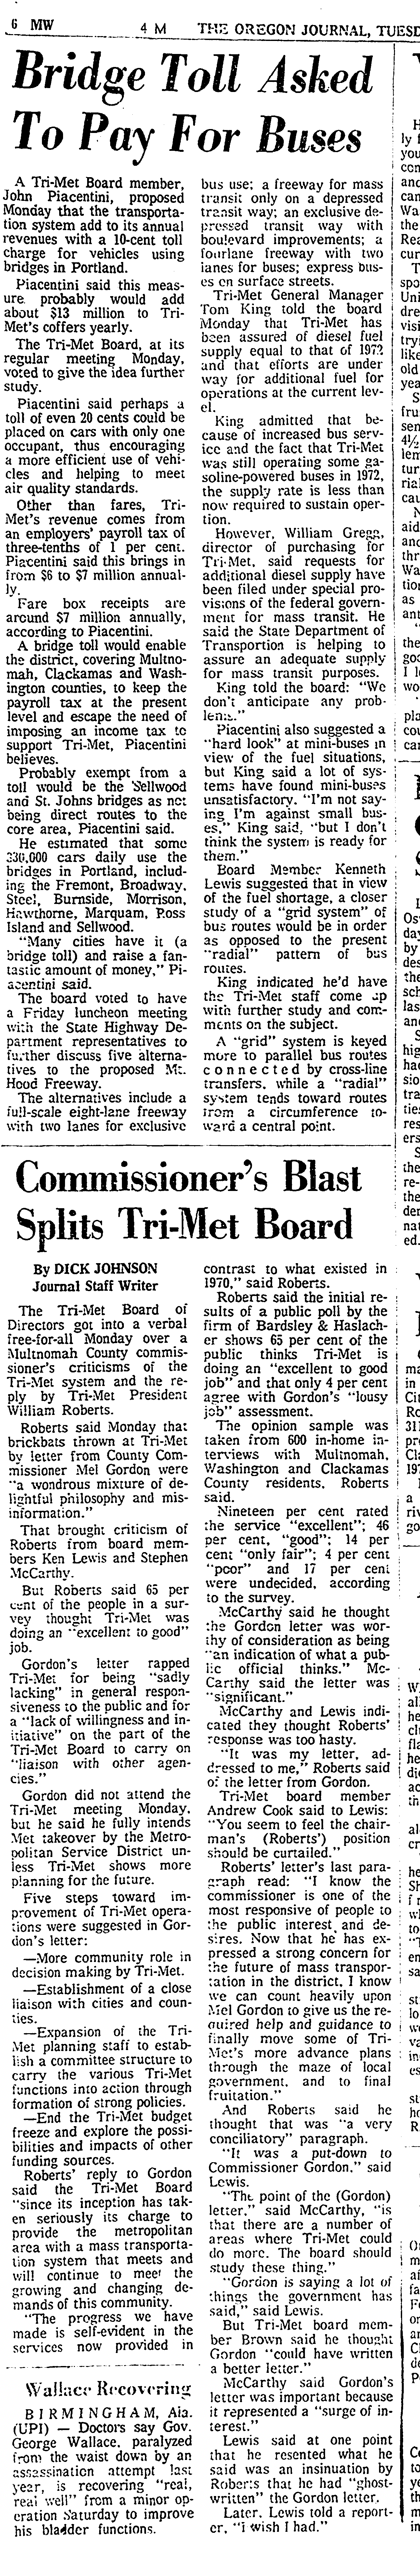 6 MW 4 M THE OREGON JOURNAL, TUESD
Bridge Toll Asked
To Pay For Buses
A Tri-Met Board member,
John Piacentini, proposed
Monday that the transporta-
tion system add to its annual
revenues with a 10-cent toll
charge for vehicles using
bridges in Portland.
Piacentini said this meas-
ure probably would add
about $13 million to Tri-
Met's coffers yearly.
The Tri-Met Board, at its
regular meeting Monday,
voted to give the idea further
study.
Piacentini said perhaps a
toll of even 20 cents could be
placed on cars with only one
occupant, thus encouraging
a more efficient use of vehi-
cles and helping to meet
air quality standards.
Other than fares, Tri-
Met's revenue comes from
an employers' payroll tax of
three-tenths of 1 per cent.
Piacentini said this brings in
from $6 to $7 million annual-
ly.
Fare box receipts are
around $7 million annually,
according to Piacentini.
A bridge toll would enable
the district, covering Multno-
mah, Clackamas and Wash-
ington counties, to keep the
payroll tax at the present
level and escape the need of
imposing an income tax to
support Tri-Met, Piacentini
believes.
Probably exempt from a
toll would be the Sellwood
and St. Johns bridges as not
being direct routes to the
core area, Piacentini said.
He estimated that some
330,000 cars daily use the
bridges in Portland, includ-
ing the Fremont, Broadway,
Steel, Burnside, Morrison,
Hawthorne, Marquam, Ross
Island and Sellwood.
"Many cities have it (a
bridge toll) and raise a fan-
tastic amount of money," Pi-
acentini said.
The board voted to have
a Friday luncheon meeting
with the State Highway De-
partment representatives to
further discuss five alterna-
tives to the proposed Mt.
Hood Freeway.
The alternatives include a
full-scale eight-lane freeway
with two lanes for exclusive
bus use; a freeway for mass
transit only on a depressed
transit way; an exclusive de-
pressed transit way with
boulevard improvements; a
fourlane freeway with two
lanes for buses; express bus-
es on surface streets.
Tri-Met General Manager
Tom King told the board
Monday that Tri-Met has
been assured of diesel fuel
supply equal to that of 1972
and that efforts are under
way for additional fuel for
operations at the current lev-
el.
King admitted that be-
cause of increased bus serv-
ice and the fact that Tri-Met
was still operating some ga-
soline-powered buses in 1972,
the supply rate is less than
now required to sustain oper-
tion.
However, William Gregg,
director of purchasing for
Tri-Met, said requests for
additional diesel supply have
been filed under special pro-
visions of the federal govern-
ment for mass transit. He
said the State Department of
Transportion is helping to
assure an adequate supply
for mass transit purposes.
King told the board: "We
don't anticipate any prob-
lems."
Piacentini also suggested a
"hard look" at mini-buses in
view of the fuel situations,
but King said a lot of sys-
tems have found mini-buses
unsatisfactory. "I'm not say-
ing I'm against small bus-
es," King said, "but I don't
think the system is ready for
them."
Board Member Kenneth
Lewis suggested that in view
of the fuel shortage, a closer
study of a "grid system" of
bus routes would be in order
as opposed to the present
"radial" pattern of bus
routes.
King indicated he'd have
the Tri-Met staff come up
with further study and com-
ments on the subject.
A "grid" system is keyed
more to parallel bus routes
connected by cross-line
transfers, while a "radial"
system tends toward routes
from a circumference to-
ward a central point.
Commissioner's Blast
Splits Tri-Met Board
By DICK JOHNSON
Journal Staff Writer
The Tri-Met Board of
Directors got into a verbal
free-for-all Monday over a
Multnomah County commis-
sioner's criticisms of the
Tri-Met system and the re-
ply by Tri-Met President
William Roberts.
Roberts said Monday that
brickbats thrown at Tri-Met
by letter from County Com-
missioner Mel Gordon were
"a wondrous mixture of de-
lightful philosophy and mis-
information."
That brought criticism of
Roberts from board mem-
bers Ken Lewis and Stephen
McCarthy.
But Roberts said 65 per
cent of the people in a sur-
vey thought Tri-Met was
doing an "excellent to good"
job.
Gordon's letter rapped
Tri-Met for being "sadly
lacking" in general respon-
siveness to the public and for
a "lack of willingness and in-
itiative" on the part of the
Tri-Met Board to carry on
"liaison with other agen-
cies."
Gordon did not attend the
Tri-Met meeting Monday,
but he said he fully intends
Met takeover by the Metro-
politan Service District un-
less Tri-Met shows more
planning for the future.
Five steps toward im-
provement of Tri-Met opera-
tions were suggested in Gor-
don's letter:
—More community role in
decision making by Tri-Met.
—Establishment of a close
liaison with cities and coun-
ties.
—Expansion of the Tri-
Met planning staff to estab-
lish a committee structure to
carry the various Tri-Met
functions into action through
formation of strong policies.
—End the Tri-Met budget
freeze and explore the possi-
bilities and impacts of other
funding sources.
Roberts' reply to Gordon
said the Tri-Met Board
"since its inception has tak-
en seriously its charge to
provide the metropolitan
area with a mass transporta-
tion system that meets and
will continue to meet the
growing and changing de-
mands of this community.
"The progress we have
made is self-evident in the
services now provided in
contrast to what existed in
1970," said Roberts.
Roberts said the initial re-
sults of a public poll by the
firm of Bardsley & Haslach-
er shows 65 per cent of the
public thinks Tri-Met is
doing an "excellent to good
job" and that only 4 per cent
agree with Gordon's "lousy
job" assessment.
The opinion sample was
taken from 600 in-home in-
terviews with Multnomah,
Washington and Clackamas
County residents, Roberts
said.
Nineteen per cent rated
the service "excellent"; 46
per cent, "good"; 14 per
cent "only fair"; 4 per cent
"poor" and 17 per cent
were undecided, according
to the survey.
McCarthy said he thought
the Gordon letter was wor-
thy of consideration as being
"an indication of what a pub-
lic official thinks." Mc-
Carthy said the letter was
"significant."
McCarthy and Lewis indi-
cated they thought Roberts'
response was too hasty.
"It was my letter, ad-
dressed to me," Roberts said
of the letter from Gordon.
Tri-Met board member
Andrew Cook said to Lewis:
"You seem to feel the chair-
man's (Roberts') position
should be curtailed."
Roberts' letter's last para-
graph read: "I know the
commissioner is one of the
most responsive of people to
the public interest and de-
sires. Now that he has ex-
pressed a strong concern for
the future of mass transpor-
tation in the district, I know
we can count heavily upon
Mel Gordon to give us the re-
quired help and guidance to
finally move some of Tri-
Met's more advance plans
through the maze of local
government, and to final
fruitation."
And Roberts said he
thought that was "a very
conciliatory" paragraph.
"It was a put-down to
Commissioner Gordon," said
Lewis.
"The point of the (Gordon)
letter," said McCarthy, "is
that there are a number of
areas where Tri-Met could
do more. The board should
study these thing."
"Gordon is saying a lot of
things the government has
said," said Lewis.
But Tri-Met board mem-
ber Brown said he thought
Gordon "could have written
a better letter."
McCarthy said Gordon's
letter was important because
it represented a "surge of in-
terest."
Lewis said at one point
that he resented what he
said was an insinuation by
Roberts that he had "ghost-
written" the Gordon letter.
Later, Lewis told a report-
er, "I wish I had."
Wallace Recovering
BIRMINGHAM, Ala.
(UPI) — Doctors say Gov.
George Wallace, paralyzed
from the waist down by an
assassination attempt last
year, is recovering "real,
real well" from a minor op-
eration Saturday to improve
his bladder functions.